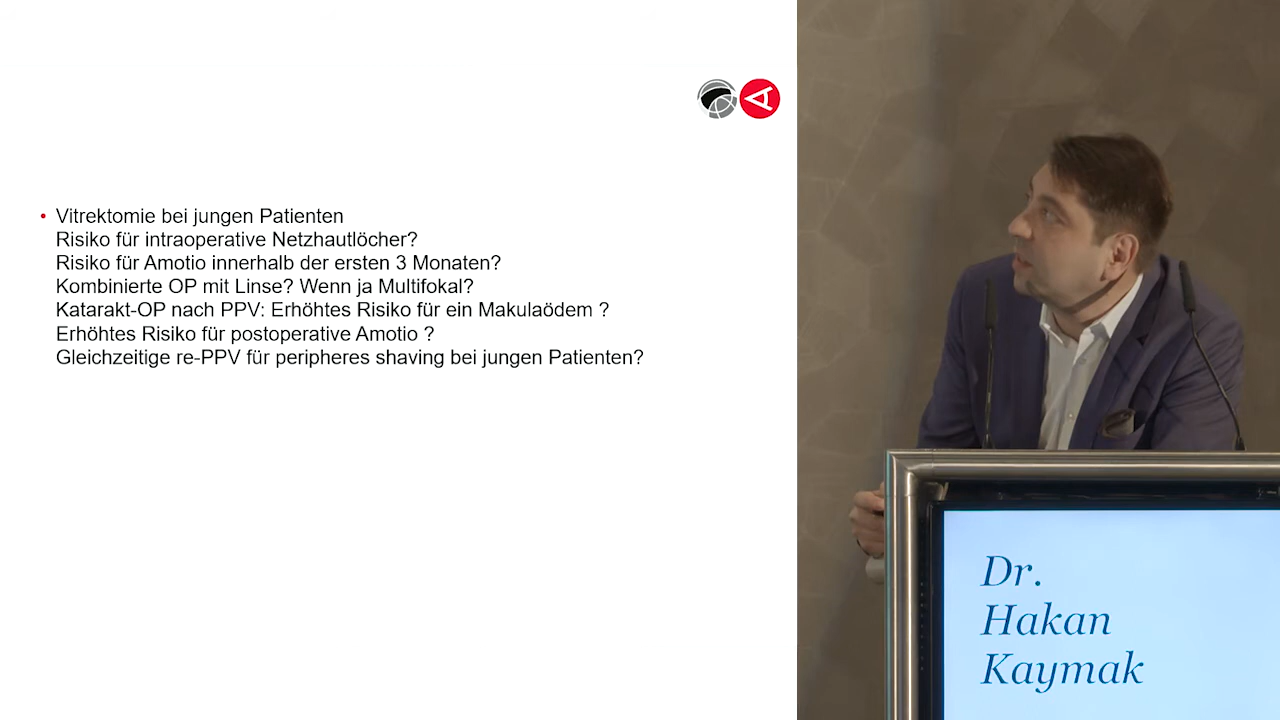 • Vitrektomie bei jungen Patienten
Risiko für intraoperative Netzhautlöcher?
Risiko für Amotio innerhalb der ersten 3 Monaten?
Kombinierte OP mit Linse? Wenn ja Multifokal?
Katarakt-OP nach PPV: Erhöhtes Risiko für ein Makulaödem ?
Erhöhtes Risiko für postoperative Amotio ?
Gleichzeitige re-PPV für peripheres shaving bei jungen Patienten?
Dr.
Hakan
Kaymak